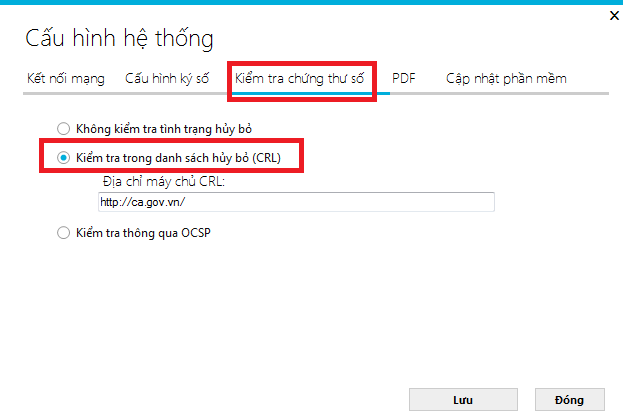 Cấu hình hệ thống
Kết nối mạng Cấu hình ký số Kiểm tra chứng thư số PDF Cập nhật phần mềm
Không kiểm tra tình trạng hủy bỏ
Kiểm tra trong danh sách hủy bỏ (CRL)
Địa chỉ máy chủ CRL:
http://ca.gov.vn/
Kiểm tra thông qua OCSP
Lưu Đóng